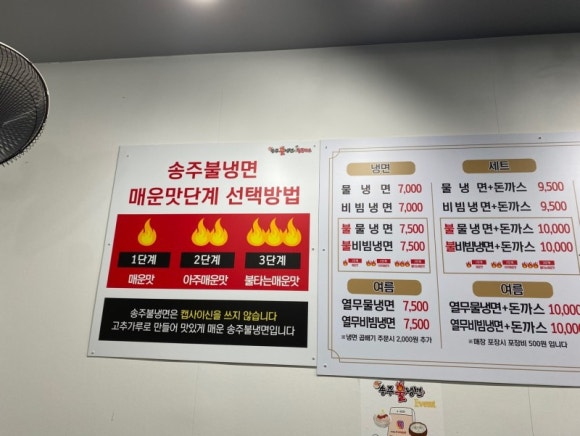 송주불냉면
매운맛단계 선택방법
1단계 2단계 3단계
매운맛 아주매운맛 불타는매운맛
송주불냉면은 캡사이신을 쓰지 않습니다
고추가루로 만들어 맛있게 매운 송주불냉면입니다
냉면
물 냉 면 7,000
비 빔 냉 면 7,000
불 물 냉 면 7,500
불비빔냉면 7,500
여름
열무물냉면 7,500
열무비빔냉면 7,500
※냉면 곱빼기 주문시 2,000원 추가
세트
물 냉 면+돈까스 9,500
비빔냉면+돈까스 9,500
불물냉면+돈까스 10,000
불비빔냉면+돈까스 10,000
여름
열무물냉면+돈까스 10,000
열무비빔냉면+돈까스 10,000
※매장 포장시 포장비 500원 입니다
송주불냉면
Event